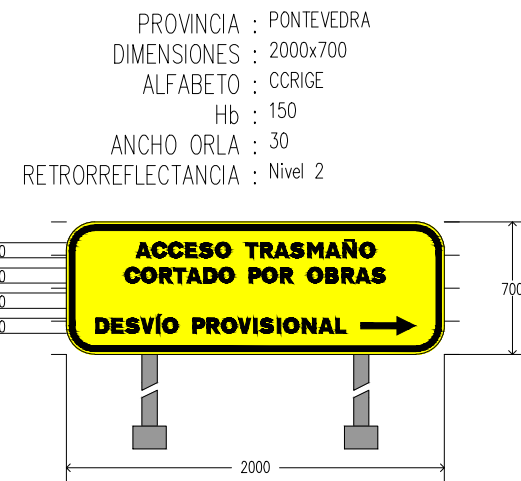 PROVINCIA : PONTEVEDRA
DIMENSIONES : 2000x700
ALFABETO : CCRIGE
Hb : 150
ANCHO ORLA : 30
RETRORREFLECTANCIA : Nivel 2
ACCESO TRASMAÑO
CORTADO POR OBRAS
DESVÍO PROVISIONAL
700
2000